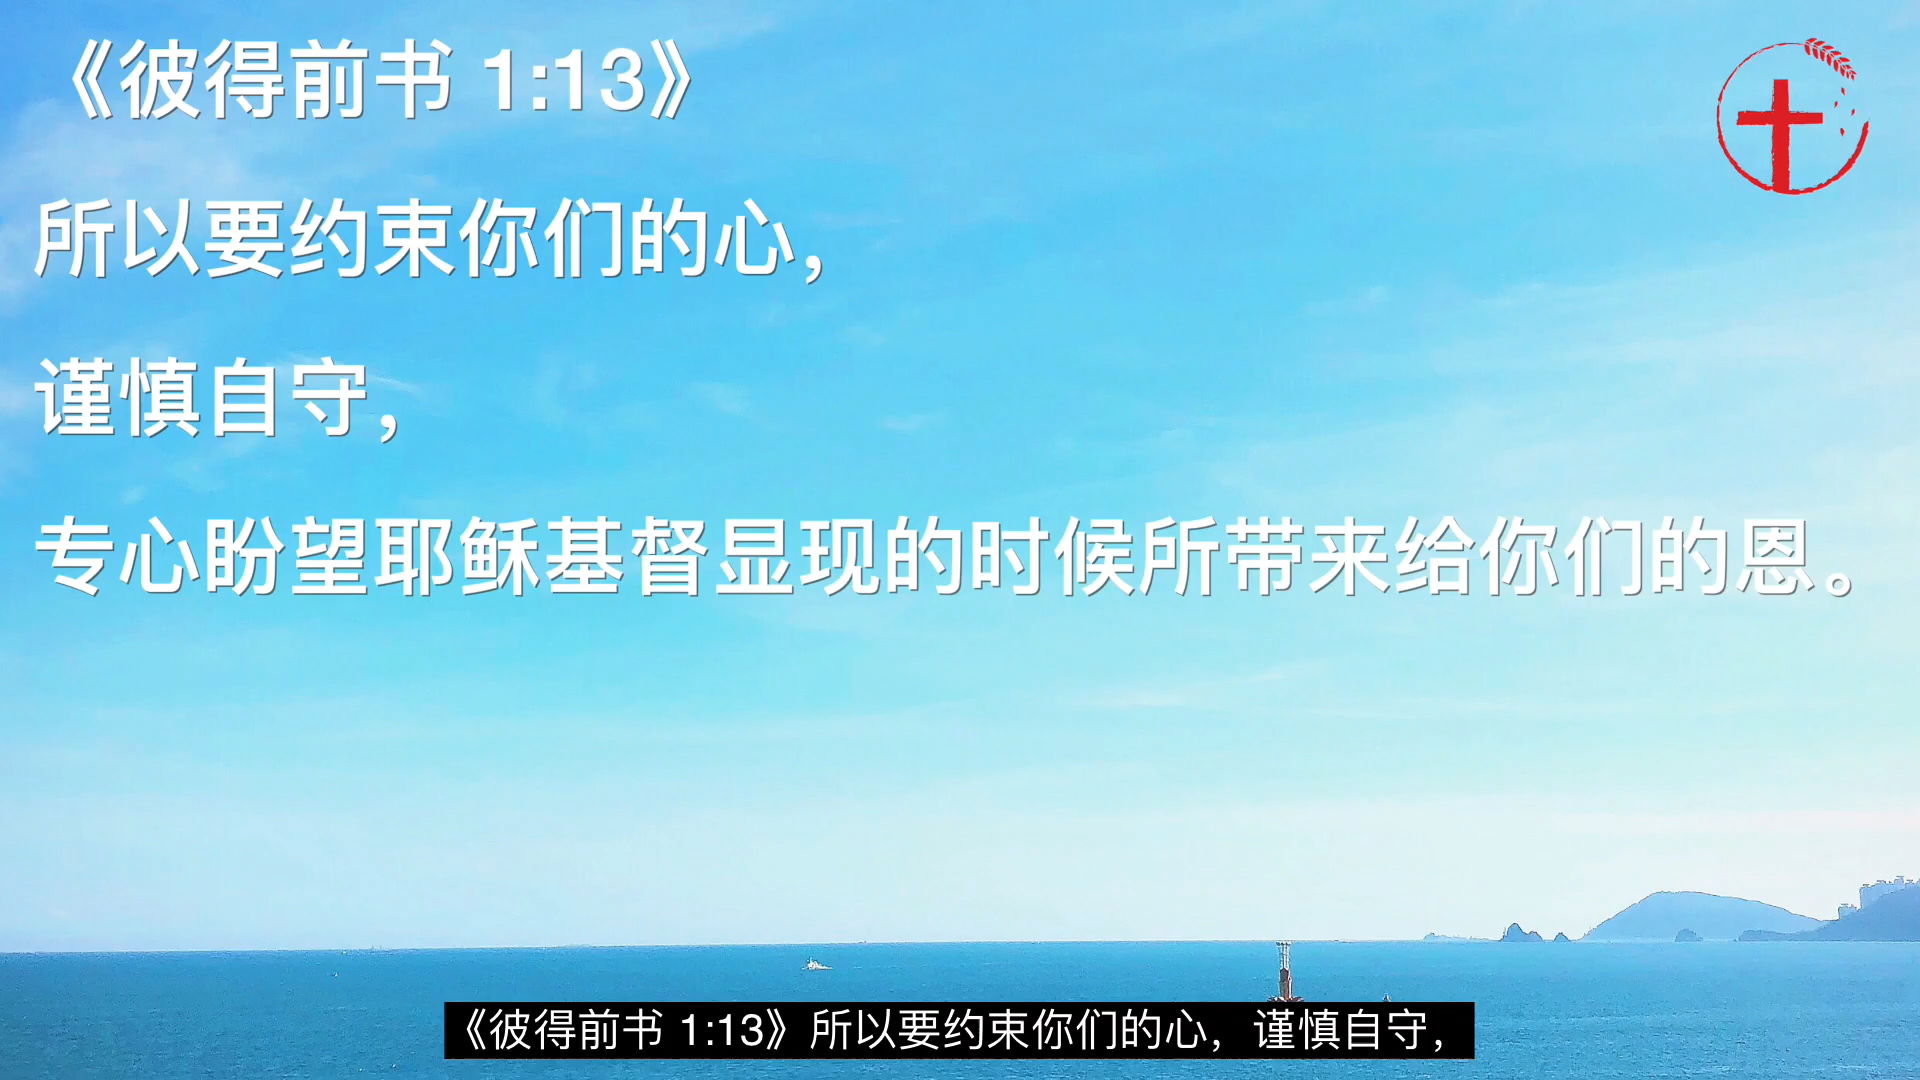 《彼得前书 1:13》
所以要约束你们的心，
谨慎自守，
专心盼望耶稣基督显现的时候所带来给你们的恩。
《彼得前书 1:13》所以要约束你们的心，谨慎自守，